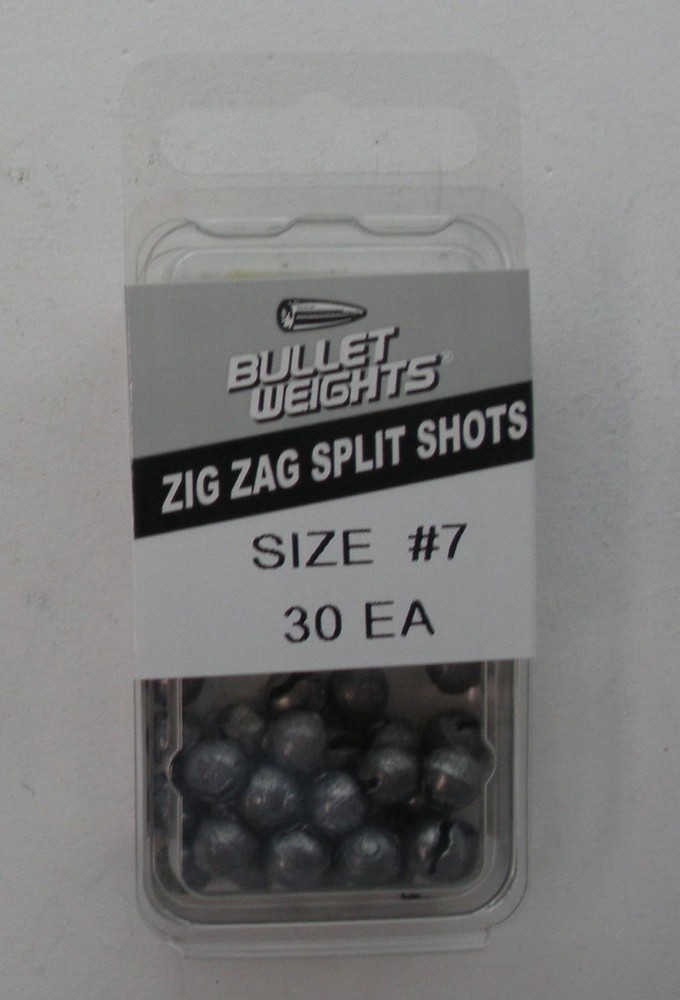 BULLET
WEIGHTS®
ZIG ZAG SPLIT SHOTS
SIZE #7
30 EA